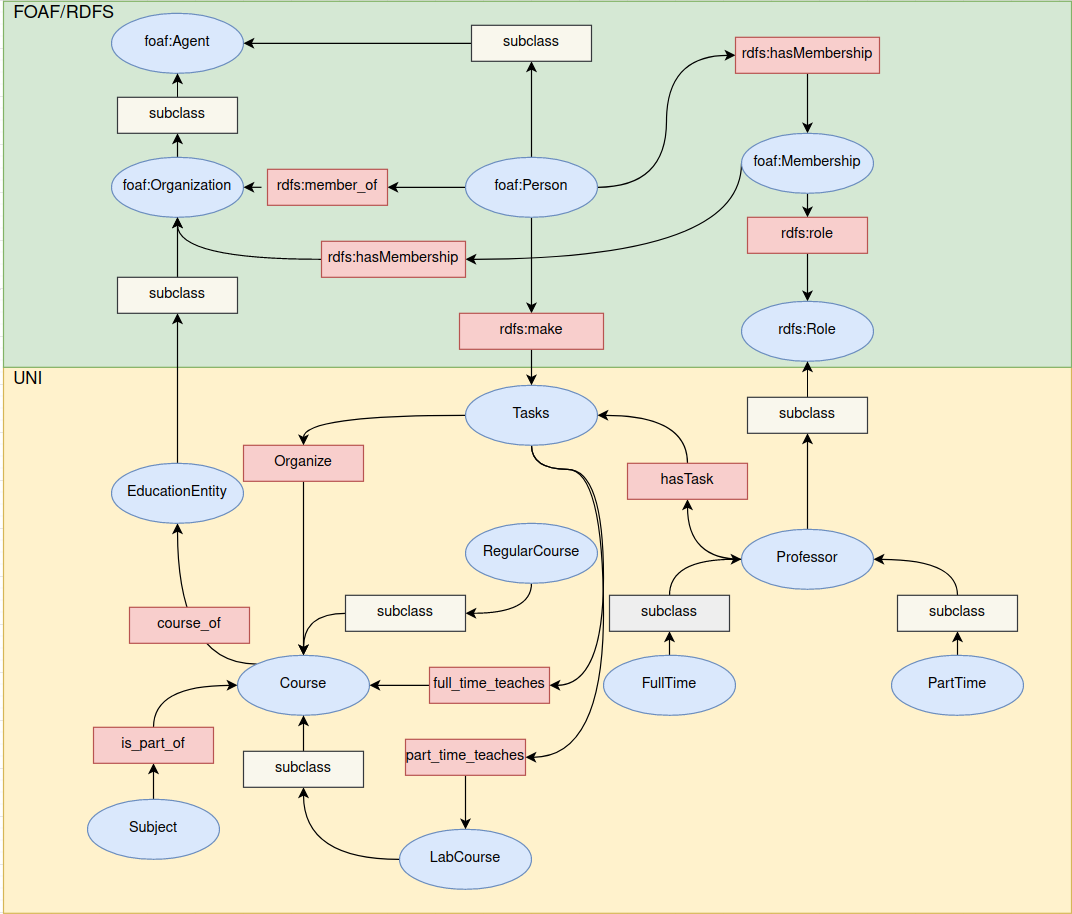 FOAF/RDFS
foaf:Agent
subclass
rdfs:hasMembership
subclass
foaf:Membership
foaf:Organization
rdfs:member_of
foaf:Person
rdfs:role
rdfs:hasMembership
subclass
rdfs:make
rdfs:Role
UNI
Tasks
subclass
Organize
hasTask
EducationEntity
RegularCourse
Professor
subclass
subclass
subclass
course_of
Course
full_time_teaches
FullTime
PartTime
is_part_of
part_time_teaches
subclass
Subject
LabCourse